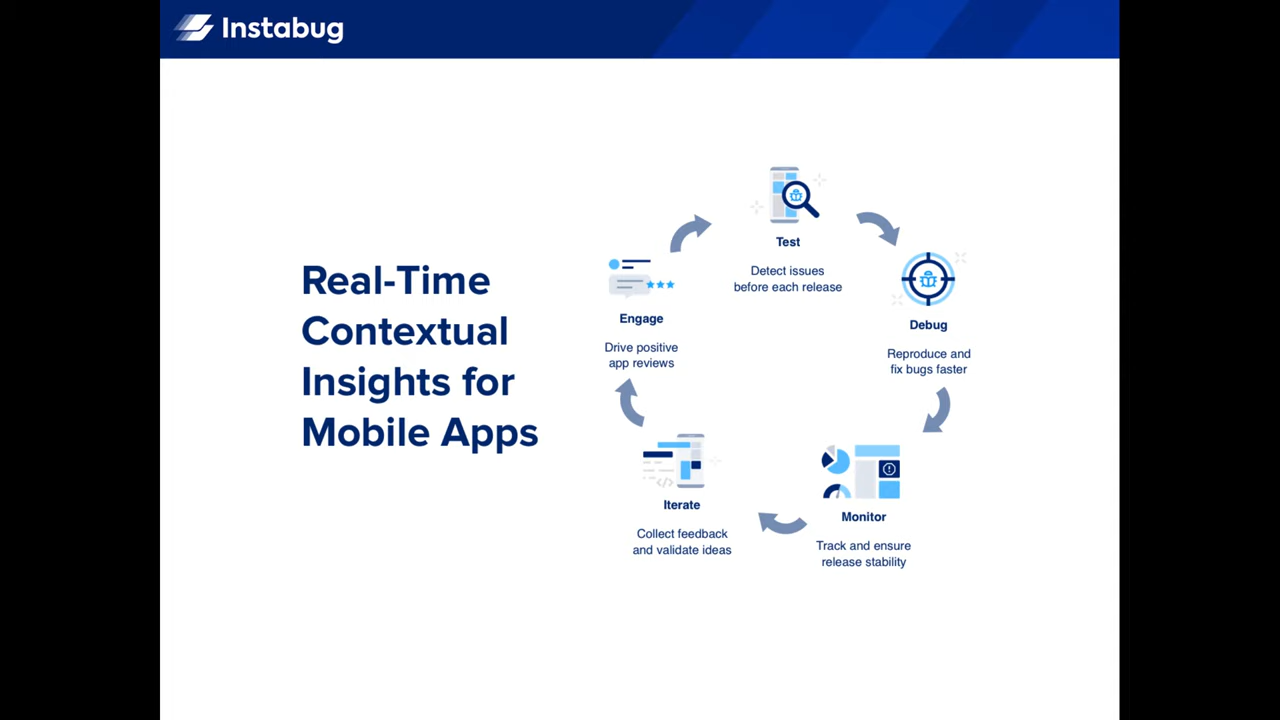 Instabug
Real-Time
Contextual
Insights for
Mobile Apps
Test
Detect issues
before each release
Debug
Reproduce and
fix bugs faster
Monitor
Track and ensure
release stability
Iterate
Collect feedback
and validate ideas
Engage
Drive positive
app reviews